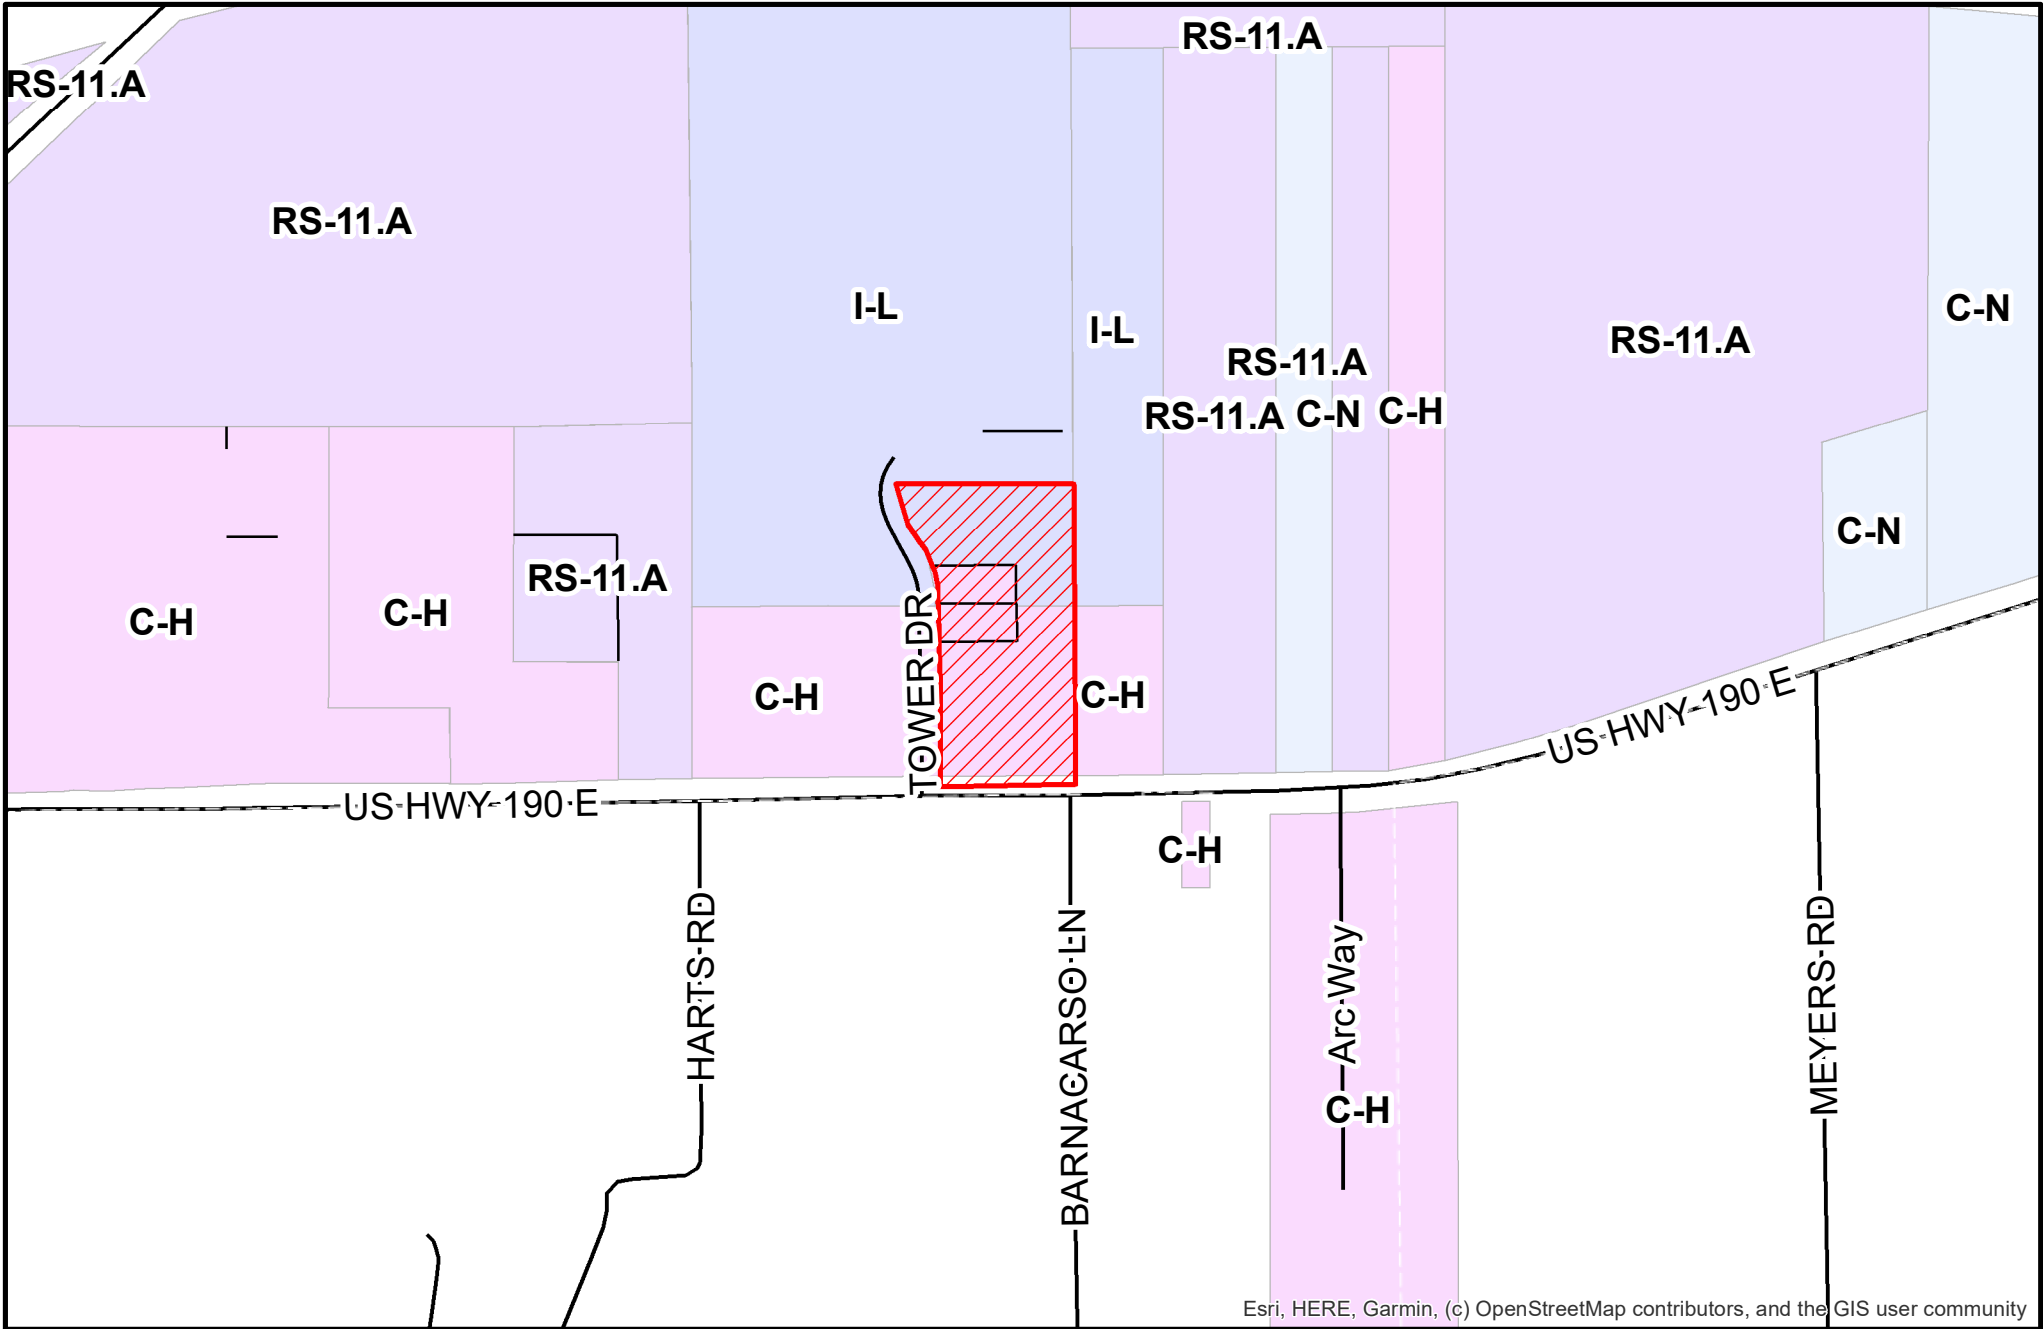 RS-11.A
RS-11.A
RS-11.A
I-L
C-N
I-L
RS-11.A
RS-11.A
RS-11.A
C-N
C-H
C-N
RS-11.A
C-H
C-H
C-H
C-H
TOWER DR
US HWY 190 E
US HWY 190 E
C-H
HARTS RD
BARNACARSO LN
Arc Way
MEYERS RD
C-H
Esri, HERE, Garmin, (c) OpenStreetMap contributors, and the GIS user community